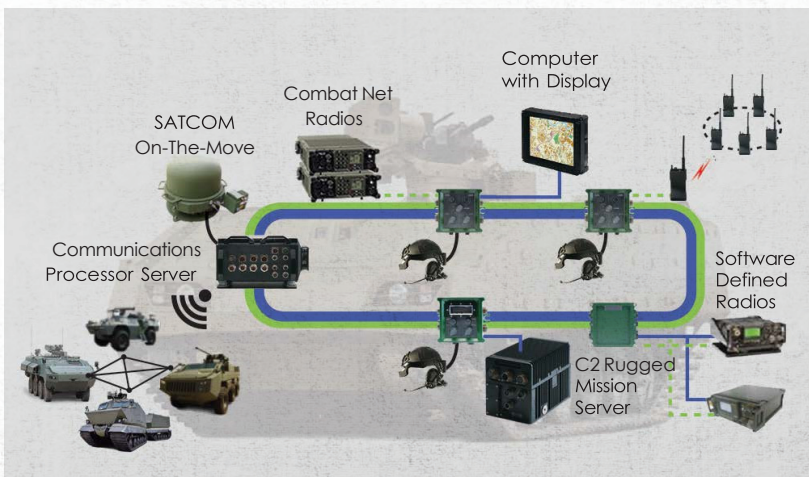 Computer
with Display
Combat Net
Radios
SATCOM
On-The-Move
Communications
Processor Server
Software
Defined
Radios
C2 Rugged
Mission
Server